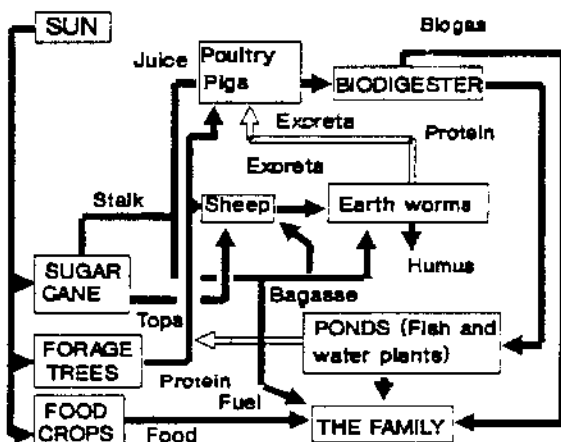 SUN
Biogas
Juice
Poultry
Pigs
BIODIGESTER
Excreta
Protein
Excreta
Stalk
Sheep
Earth worms
SUGAR
CANE
Humus
Bagasse
Tops
PONDS (Fish and
water plants)
FORAGE
TREES
Protein
Fuel
FOOD
CROPS
Food
THE FAMILY